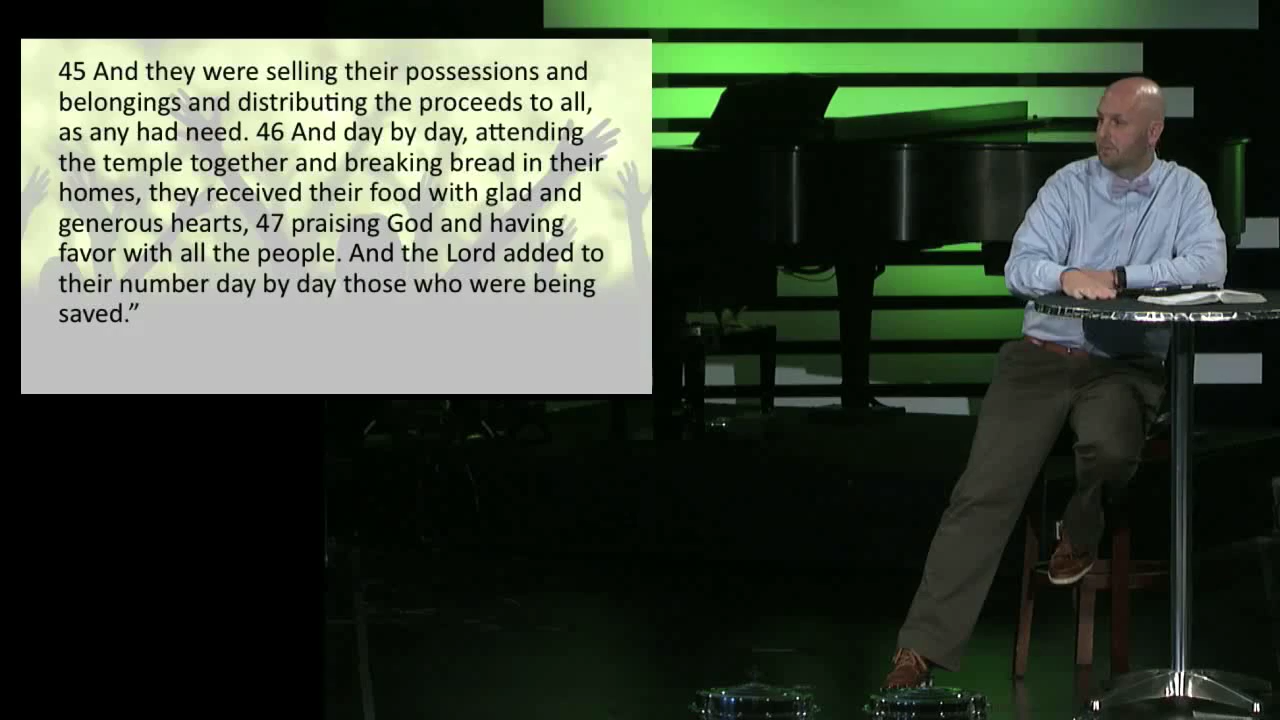 45 And they were selling their possessions and
belongings and distributing the proceeds to all,
as any had need. 46 And day by day, attending
the temple together and breaking bread in their
homes, they received their food with glad and
generous hearts, 47 praising God and having
favor with all the people. And the Lord added to
their number day by day those who were being
saved.”